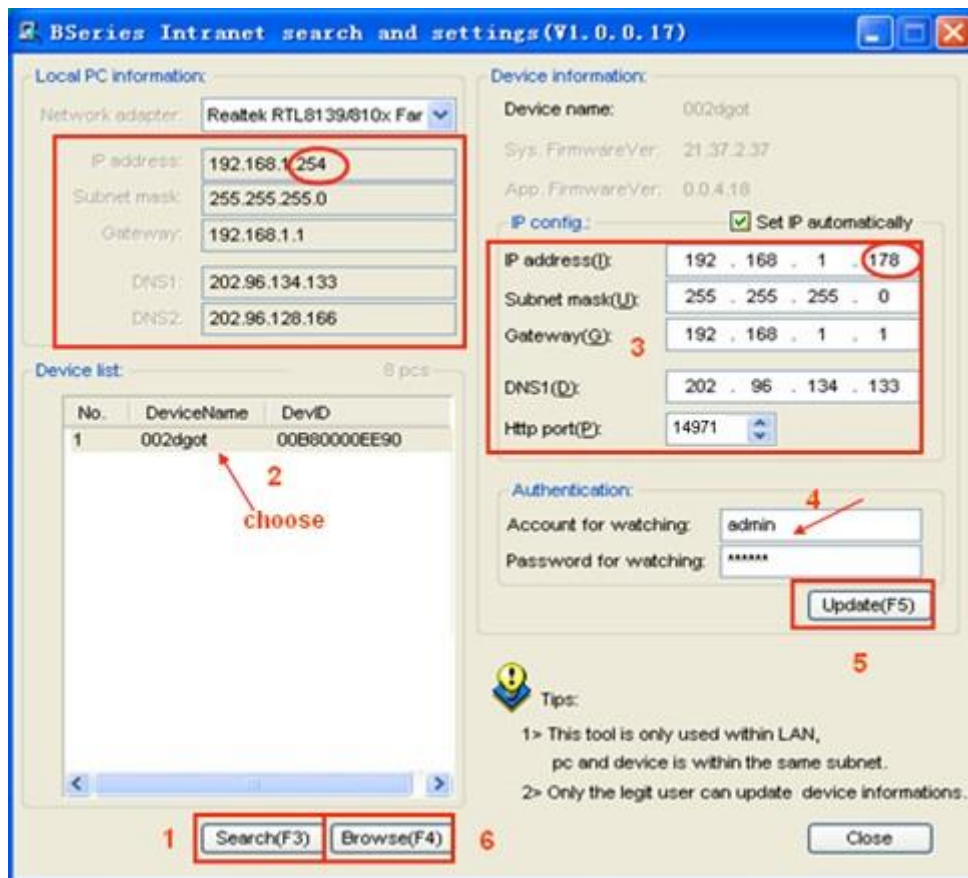 BSeries Intranet search and settings(V1.0.0.17)
Local PC information:
Network adapter: Realtek RTL8139/810x Far
IP address: 192.168.1.254
Subnet mask: 255.255.255.0
Gateway: 192.168.1.1
DNS1: 202.96.134.133
DNS2: 202.96.128.166
Device list: 8 pcs
No. DeviceName DevID
1 002dgot 00B80000EE90
2
choose
1 Search(F3) Browse(F4) 6
Device information:
Device name: 002dgot
Sys. FirmwareVer: 21.37.2.37
App. FirmwareVer: 0.0.4.18
IP config.: Set IP automatically
IP address(I): 192 . 168 . 1 . 178
Subnet mask(U): 255 . 255 . 255 . 0
Gateway(G): 192 . 168 . 1 . 1
3
DNS1(D): 202 . 96 . 134 . 133
Http port(P): 14971
Authentication:
4
Account for watching: admin
Password for watching: ******
Update(F5)
5
Tips:
1> This tool is only used within LAN,
pc and device is within the same subnet.
2> Only the legit user can update device informations.
Close